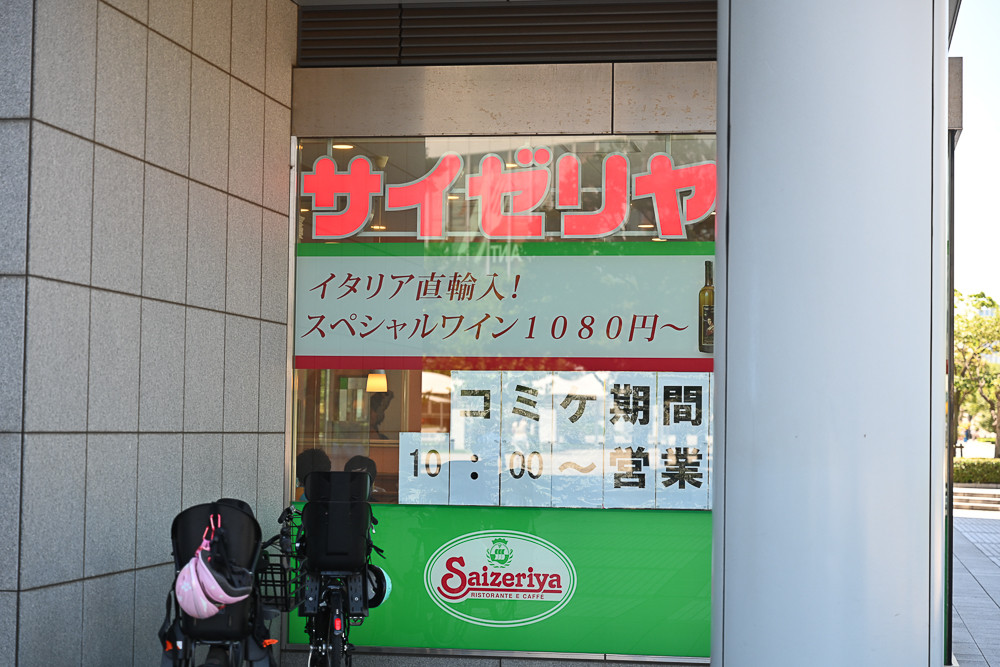 サイゼリヤ
イタリア直輸入!
スペシャルワイン1080円〜
コミケ期間
10:00〜営業
Saizeriya
RISTORANTE E CAFFÈ